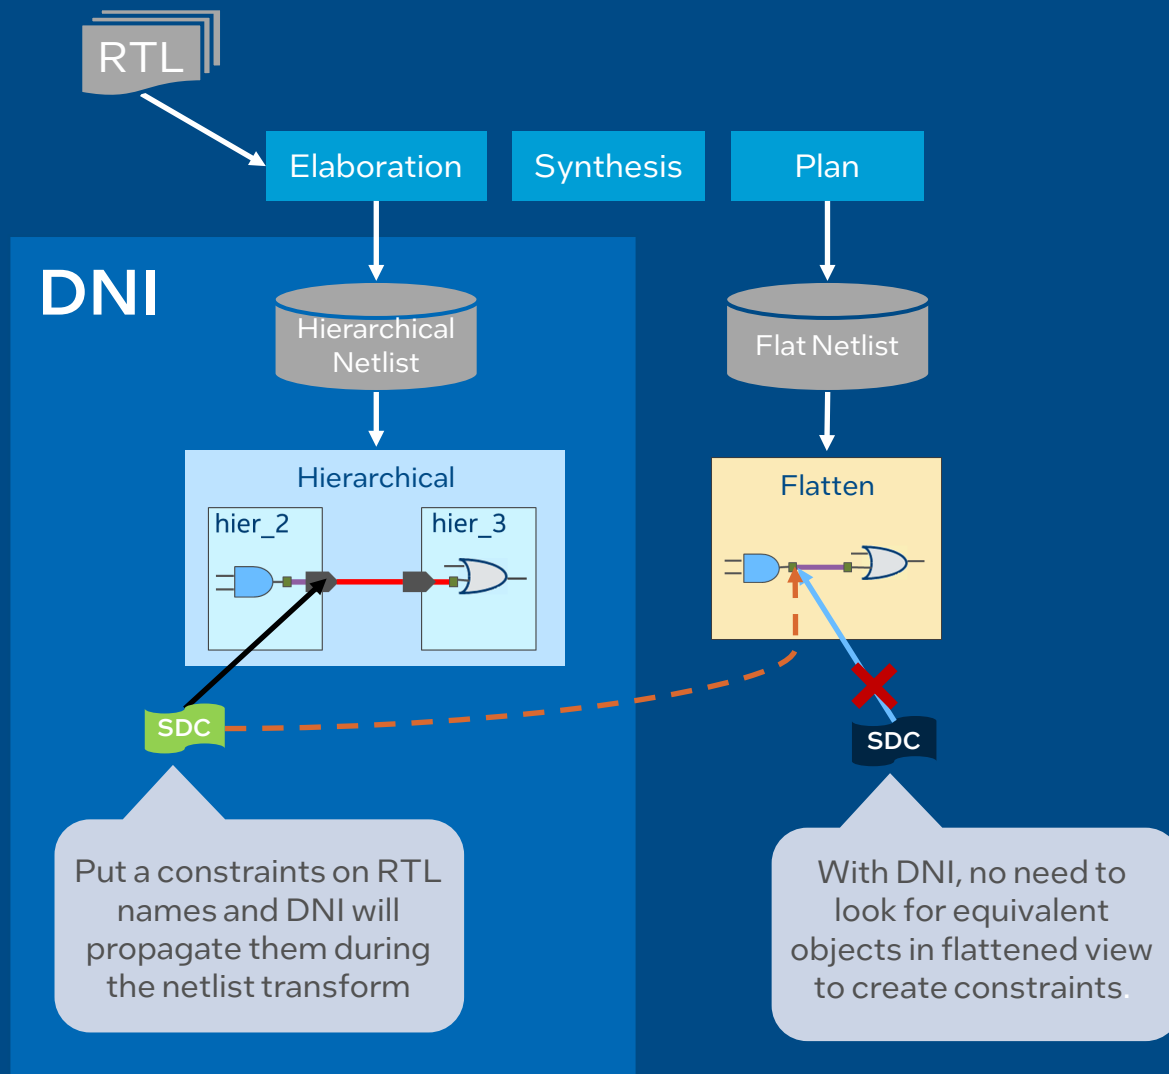 RTL
Elaboration
Synthesis
Plan
DNI
Hierarchical
Netlist
Flat Netlist
Hierarchical
hier_2
hier_3
Flatten
SDC
SDC
Put a constraints on RTL
names and DNI will
propagate them during
the netlist transform
With DNI, no need to
look for equivalent
objects in flattened view
to create constraints.